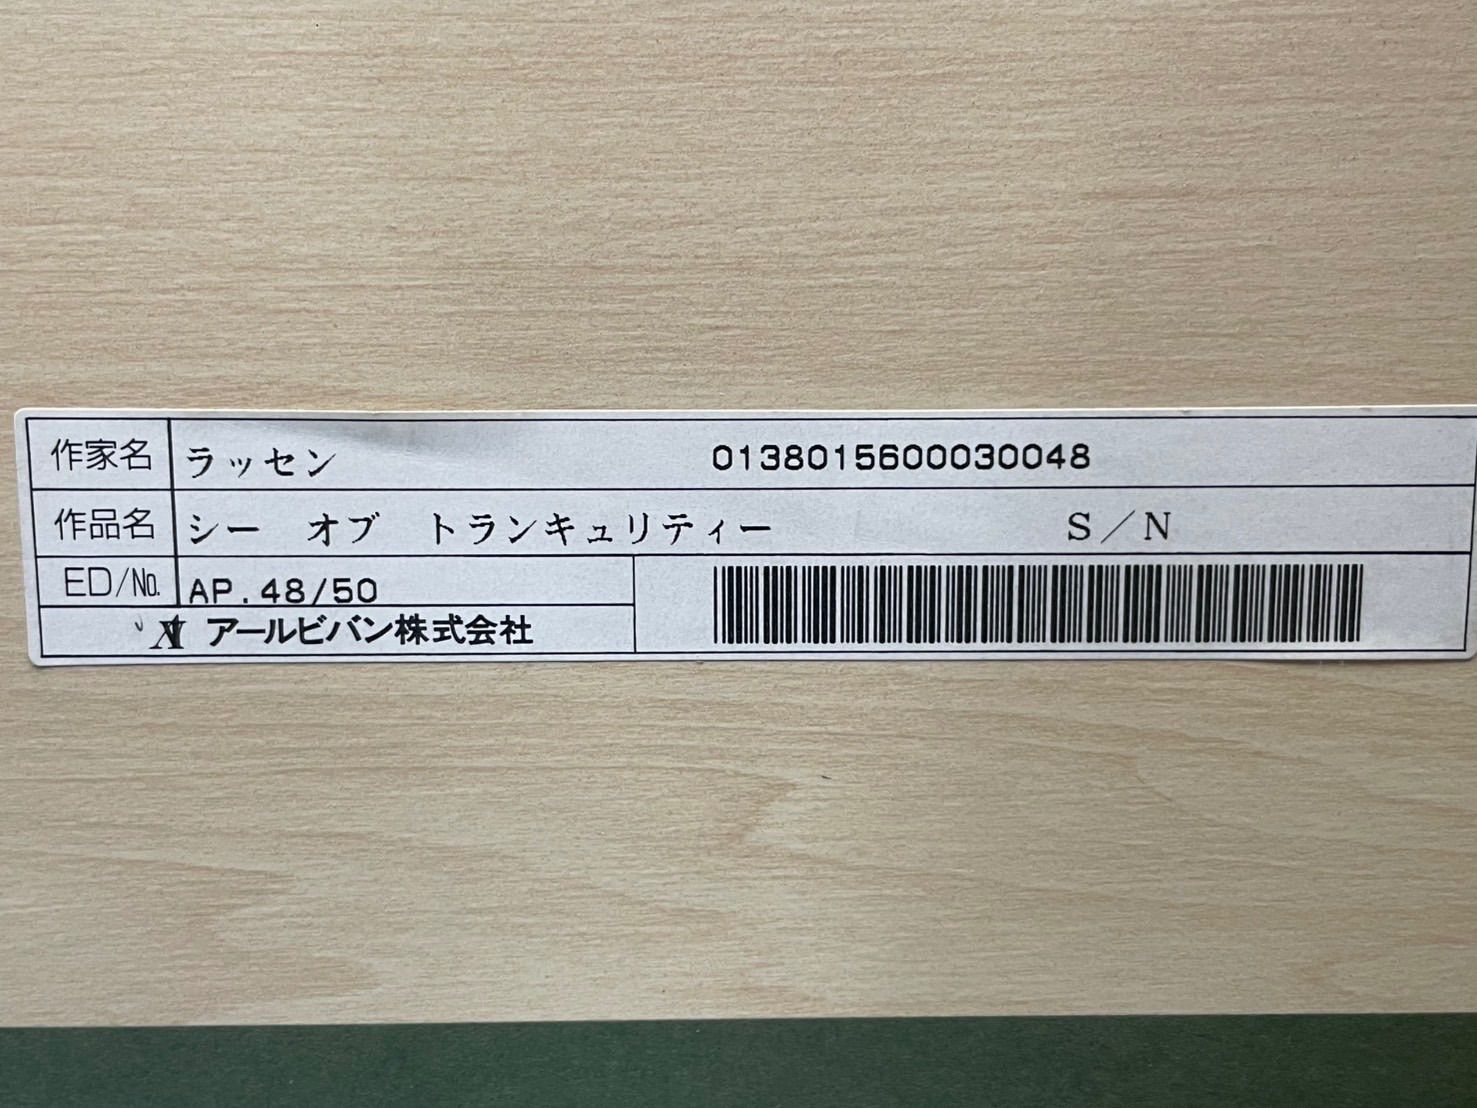 作家名 ラッセン 0138015600030048
作品名 シー オブ トランキュリティー S／N
ED/No. AP.48/50
アールビバン株式会社